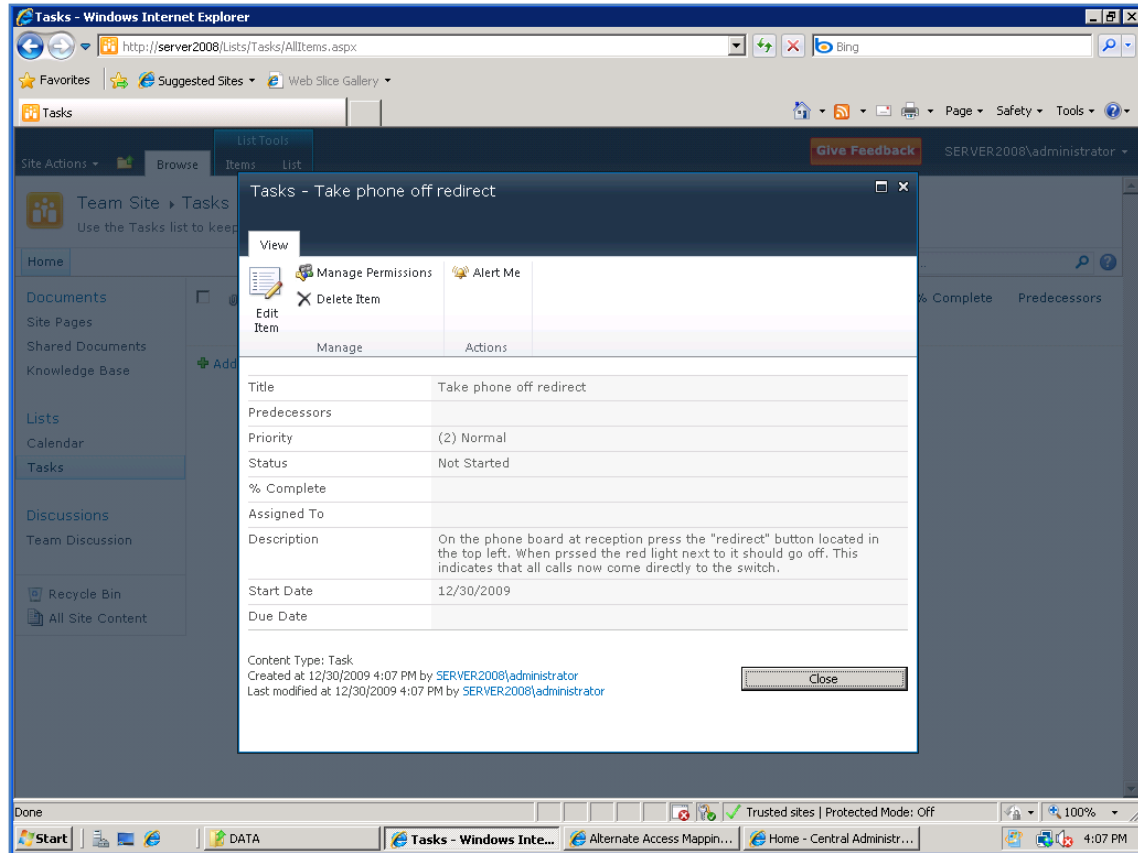 Tasks - Windows Internet Explorer
http://server2008/Lists/Tasks/AllItems.aspx
Bing
Favorites
Suggested Sites
Web Slice Gallery
Tasks
Page
Safety
Tools
List Tools
Site Actions
Browse
Items
List
Give Feedback
SERVER2008\administrator
Team Site
Tasks
Use the Tasks list to keep
Home
Documents
Site Pages
Shared Documents
Knowledge Base
Lists
Calendar
Tasks
Discussions
Team Discussion
Recycle Bin
All Site Content
Add
% Complete
Predecessors
Tasks - Take phone off redirect
View
Edit Item
Manage Permissions
Delete Item
Manage
Alert Me
Actions
Title Take phone off redirect
Predecessors
Priority (2) Normal
Status Not Started
% Complete
Assigned To
Description On the phone board at reception press the "redirect" button located in
the top left. When prssed the red light next to it should go off. This
indicates that all calls now come directly to the switch.
Start Date 12/30/2009
Due Date
Content Type: Task
Created at 12/30/2009 4:07 PM by SERVER2008\administrator
Last modified at 12/30/2009 4:07 PM by SERVER2008\administrator
Close
Done
Trusted sites | Protected Mode: Off
100%
Start
DATA
Tasks - Windows Inte...
Alternate Access Mappin...
Home - Central Administr...
4:07 PM